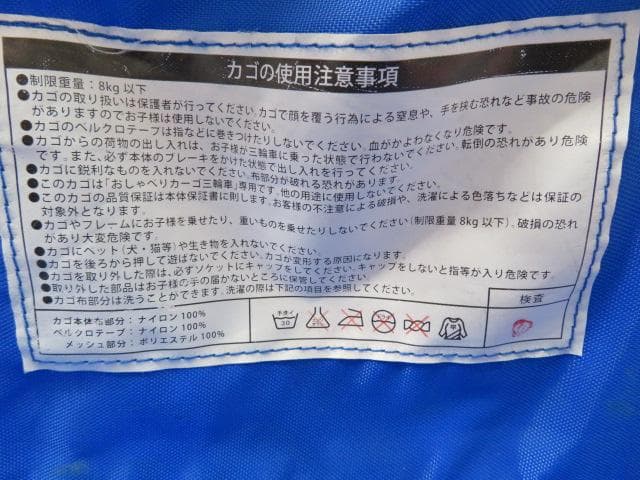 カゴの使用注意事項
●制限重量：8kg以下
●カゴの取り扱いは保護者が行ってください。カゴで顔を覆う行為による窒息や、手を挟む恐れなど事故の危険
がありますのでお子様は使用しないでください。
●カゴのベルクロテープは指などに巻きつけたりしないでください。血がかよわなくなり危険です。
●カゴからの荷物の出し入れは、お子様が三輪車に乗った状態で行わないでください。転倒の恐れがあり危険
です。また、必ず本体のブレーキをかけた状態で出し入れを行ってください。
●カゴに鋭利なものを入れないでください。布部分が破れる恐れがあります。
●このカゴは「おしゃべりカーゴ三輪車」専用です。他の用途に使用しないでください。
●このカゴの品質保証は本体保証書に則します。お客様の不注意による破損や、洗濯による色落ちなどは保証の
対象外となります。
●カゴやフレームにお子様を乗せたり、重いものを乗せたりしないでください（制限重量8kg以下）。破損の恐れ
があり大変危険です。
●カゴにペット（犬・猫等）や生き物を入れないでください。
●カゴを後ろから押して遊ばないでください。カゴが変形する原因になります。
●カゴを取り外した際は、必ずソケットにキャップをしてください。キャップをしないと指等が入り危険です。
●取り外した部品はお子様の手の届かないところに保管してください。
●カゴ布部分は洗うことができます。洗濯の際は下記の項目を参照してください。
検査
カゴ本体布部分：ナイロン100%
ベルクロテープ：ナイロン100%
メッシュ部分：ポリエステル100%
手洗イ
30